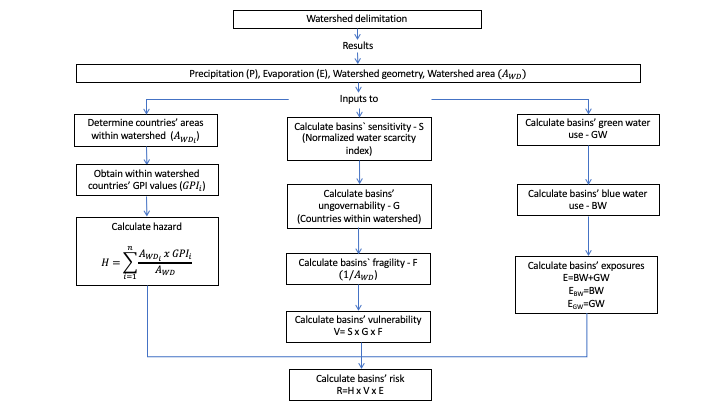 Watershed delimitation
Results
Precipitation (P), Evaporation (E), Watershed geometry, Watershed area (A_WD)
Inputs to
Determine countries' areas
within watershed (A_WDi)
Obtain within watershed
countries' GPI values (GPI_i)
Calculate hazard
H = ∑_{i=1}^{n} (A_WDi x GPI_i)/A_WD
Calculate basins` sensitivity - S
(Normalized water scarcity
index)
Calculate basins'
ungovernability - G
(Countries within watershed)
Calculate basins` fragility - F
(1/A_WD)
Calculate basins' vulnerability
V= S x G x F
Calculate basins' green water
use - GW
Calculate basins' blue water
use - BW
Calculate basins' exposures
E=BW+GW
E_BW=BW
E_GW=GW
Calculate basins' risk
R=H x V x E